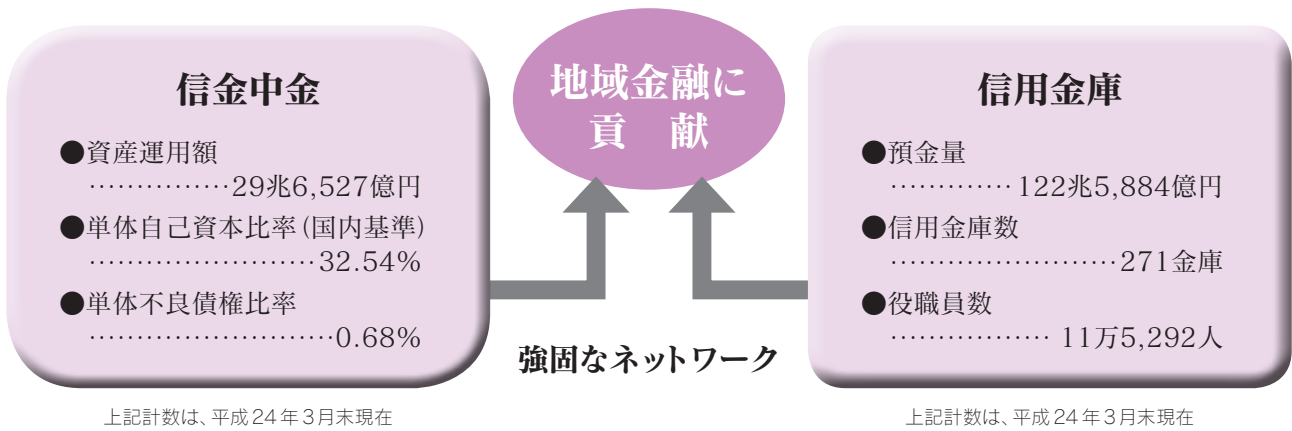 信金中金
●資産運用額
……………29兆6,527億円
●単体自己資本比率(国内基準)
……………………32.54%
●単体不良債権比率
………………………0.68%
上記計数は、平成24年3月末現在
地域金融に
貢　献
強固なネットワーク
信用金庫
●預金量
………… 122兆5,884億円
●信用金庫数
……………………271金庫
●役職員数
……………… 11万5,292人
上記計数は、平成24年3月末現在